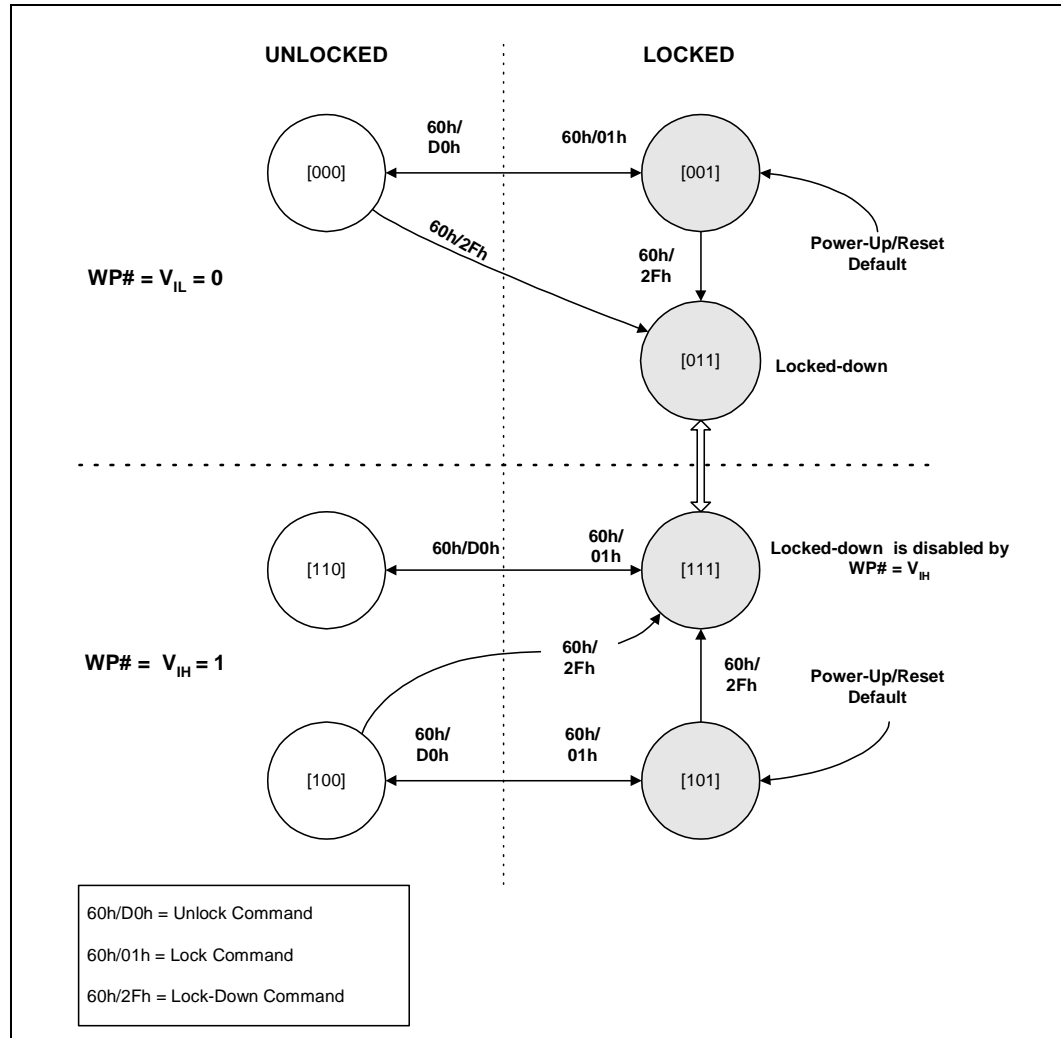 UNLOCKED
LOCKED
60h/
D0h
60h/01h
[000]
[001]
60h/2Fh
60h/
2Fh
Power-Up/Reset
Default
WP# = VIL = 0
[011]
Locked-down
60h/D0h
60h/
01h
[110]
[111]
Locked-down is disabled by
WP# = VIH
60h/
2Fh
WP# = VIH = 1
60h/
2Fh
Power-Up/Reset
Default
60h/
D0h
60h/
01h
[100]
[101]
60h/D0h = Unlock Command
60h/01h = Lock Command
60h/2Fh = Lock-Down Command